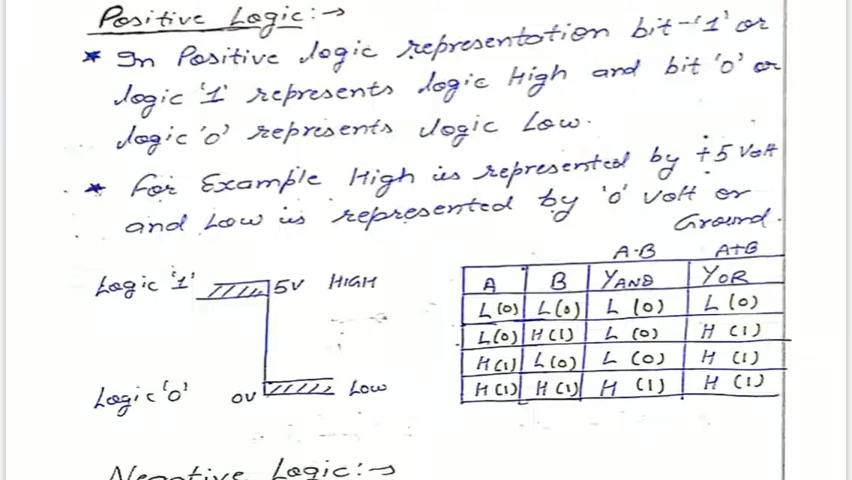 Positive Logic:→
* In Positive logic representation bit-'1' or
logic '1' represents logic High and bit '0' or
logic '0' represents logic Low.
* For Example High is represented by +5 Volt
and Low is represented by '0' Volt or
Ground.
A·B A+B
A B YAND YOR
L(0) L(0) L (0) L (0)
L(0) H(1) L (0) H (1)
H(1) L(0) L (0) H (1)
H(1) H(1) H (1) H (1)
Logic '1' 5V HIGH
Logic '0' 0V Low
Negative Logic:→